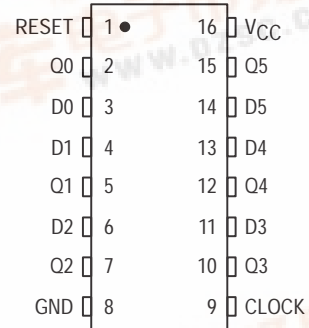 RESET 1 16 VCC
Q0 2 15 Q5
D0 3 14 D5
D1 4 13 D4
Q1 5 12 Q4
D2 6 11 D3
Q2 7 10 Q3
GND 8 9 CLOCK